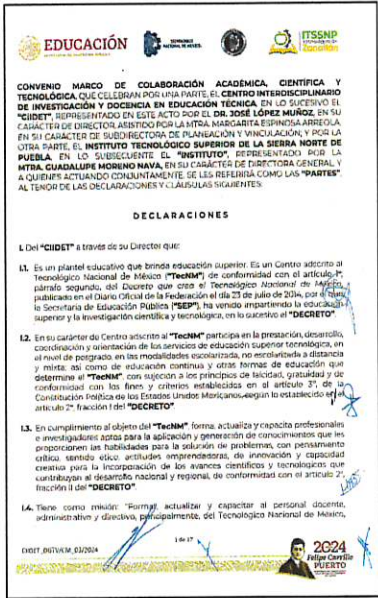 EDUCACIÓN
TECNOLÓGICO
NACIONAL DE MÉXICO
ITSSNP
Zacatlán
CONVENIO MARCO DE COLABORACIÓN ACADÉMICA, CIENTÍFICA Y
TECNOLÓGICA, QUE CELEBRAN POR UNA PARTE, EL CENTRO INTERDISCIPLINARIO
DE INVESTIGACIÓN Y DOCENCIA EN EDUCACIÓN TÉCNICA, EN LO SUCESIVO EL
"CIIDET", REPRESENTADO EN ESTE ACTO POR EL DR. JOSÉ LÓPEZ MUÑOZ, EN SU
CARÁCTER DE DIRECTOR, ASISTIDO POR LA MTRA. MARGARITA ESPINOSA ARREOLA,
EN SU CARÁCTER DE SUBDIRECTORA DE PLANEACIÓN Y VINCULACIÓN; Y POR LA
OTRA PARTE, EL INSTITUTO TECNOLÓGICO SUPERIOR DE LA SIERRA NORTE DE
PUEBLA, EN LO SUBSECUENTE EL "INSTITUTO", REPRESENTADO POR LA
MTRA. GUADALUPE MORENO NAVA, EN SU CARÁCTER DE DIRECTORA GENERAL, Y
A QUIENES ACTUANDO CONJUNTAMENTE, SE LES REFERIRÁ COMO LAS "PARTES",
AL TENOR DE LAS DECLARACIONES Y CLÁUSULAS SIGUIENTES:
DECLARACIONES
I. Del "CIIDET" a través de su Director que:
I.1. Es un plantel educativo que brinda educación superior. Es un Centro adscrito al
Tecnológico Nacional de México ("TecNM") de conformidad con el artículo 1°,
párrafo segundo, del Decreto que crea el Tecnológico Nacional de México,
publicado en el Diario Oficial de la Federación el día 23 de julio de 2014, por el que
la Secretaría de Educación Pública ("SEP"), ha venido impartiendo la educación
superior y la investigación científica y tecnológica, en lo sucesivo el "DECRETO".
I.2. En su carácter de Centro adscrito al "TecNM" participa en la prestación, desarrollo,
coordinación y orientación de los servicios de educación superior tecnológica, en
el nivel de posgrado, en las modalidades escolarizada, no escolarizada a distancia
y mixta; así como de educación continua y otras formas de educación que
determine el "TecNM", con sujeción a los principios de laicidad, gratuidad y de
conformidad con los fines y criterios establecidos en el artículo 3°, de la
Constitución Política de los Estados Unidos Mexicanos, según lo establecido en el
artículo 2°, fracción I del "DECRETO".
I.3. En cumplimiento al objeto del "TecNM", forma, actualiza y capacita profesionales
e investigadores aptos para la aplicación y generación de conocimientos que les
proporcionen las habilidades para la solución de problemas, con pensamiento
crítico, sentido ético, actitudes emprendedoras, de innovación y capacidad
creativa para la incorporación de los avances científicos y tecnológicos que
contribuyan al desarrollo nacional y regional, de conformidad con el artículo 2°,
fracción II del "DECRETO".
I.4. Tiene como misión: "Formar, actualizar y capacitar al personal docente,
administrativo y directivo, principalmente, del Tecnológico Nacional de México,
1 de 17
CIIDET_DGTV/CM_03/2024
2024
Felipe Carrillo
PUERTO